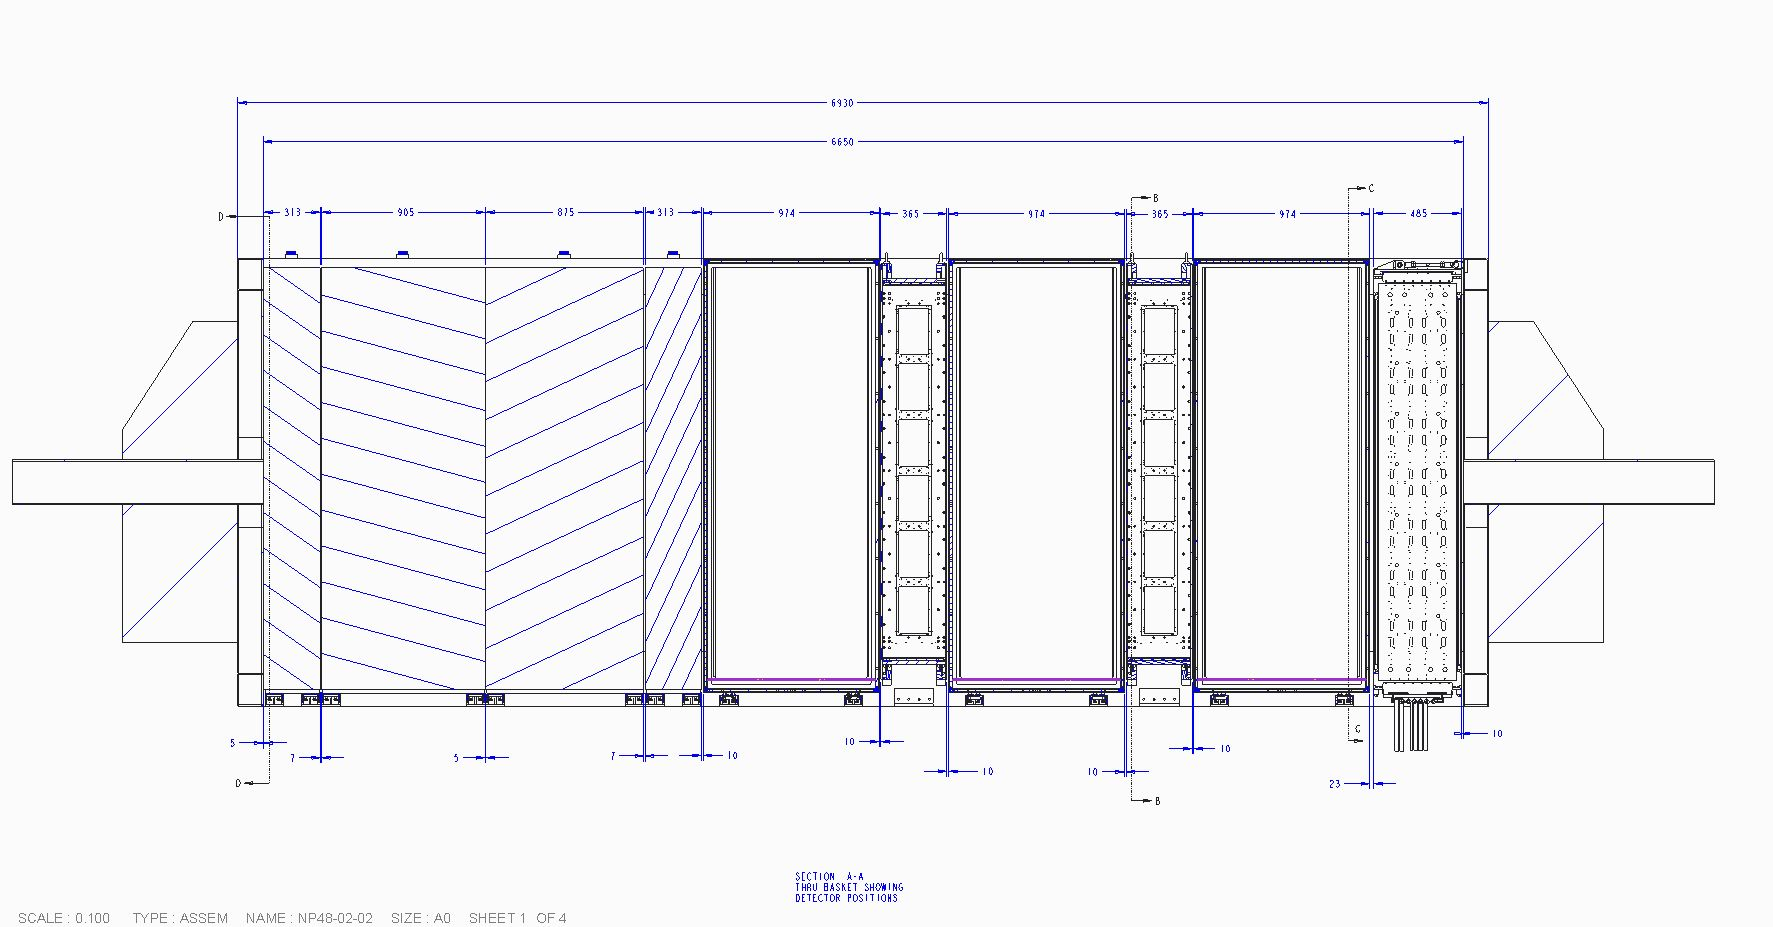 6930
6650
D
313
905
875
313
974
365
974
B
365
974
C
485
5
7
5
7
10
10
10
10
10
C
23
10
D
B
SECTION A-A
THRU BASKET SHOWING
DETECTOR POSITIONS
SCALE : 0.100 TYPE : ASSEM NAME : NP48-02-02 SIZE : A0 SHEET 1 OF 4